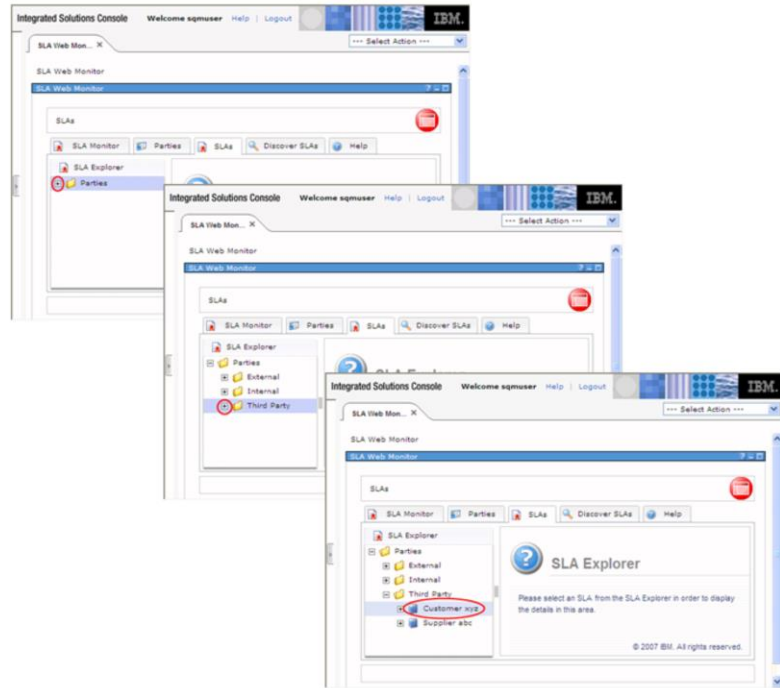 Integrated Solutions Console Welcome sqmuser Help | Logout IBM.
SLA Web Mon... X --- Select Action ---
SLA Web Monitor
SLA Web Monitor
SLAs
SLA Monitor Parties SLAs Discover SLAs Help
SLA Explorer
Parties
Integrated Solutions Console Welcome sqmuser Help | Logout IBM.
SLA Web Mon... X --- Select Action ---
SLA Web Monitor
SLA Web Monitor
SLAs
SLA Monitor Parties SLAs Discover SLAs Help
SLA Explorer
Parties
External
Internal
Third Party
Integrated Solutions Console Welcome sqmuser Help | Logout IBM.
SLA Web Mon... X --- Select Action ---
SLA Web Monitor
SLA Web Monitor
SLAs
SLA Monitor Parties SLAs Discover SLAs Help
SLA Explorer
Parties
External
Internal
Third Party
Customer xyz
Supplier abc
SLA Explorer
Please select an SLA from the SLA Explorer in order to display
the details in this area.
© 2007 IBM. All rights reserved.